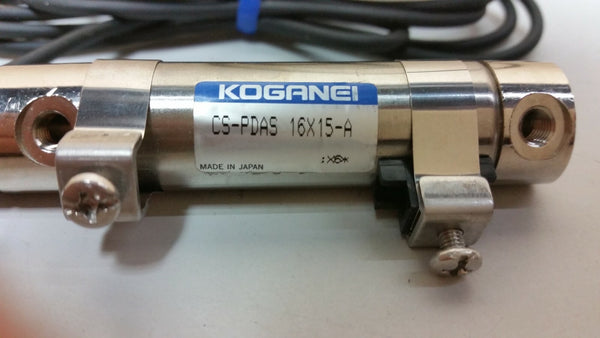 KOGANEI
CS-PDAS 16X15-A
MADE IN JAPAN